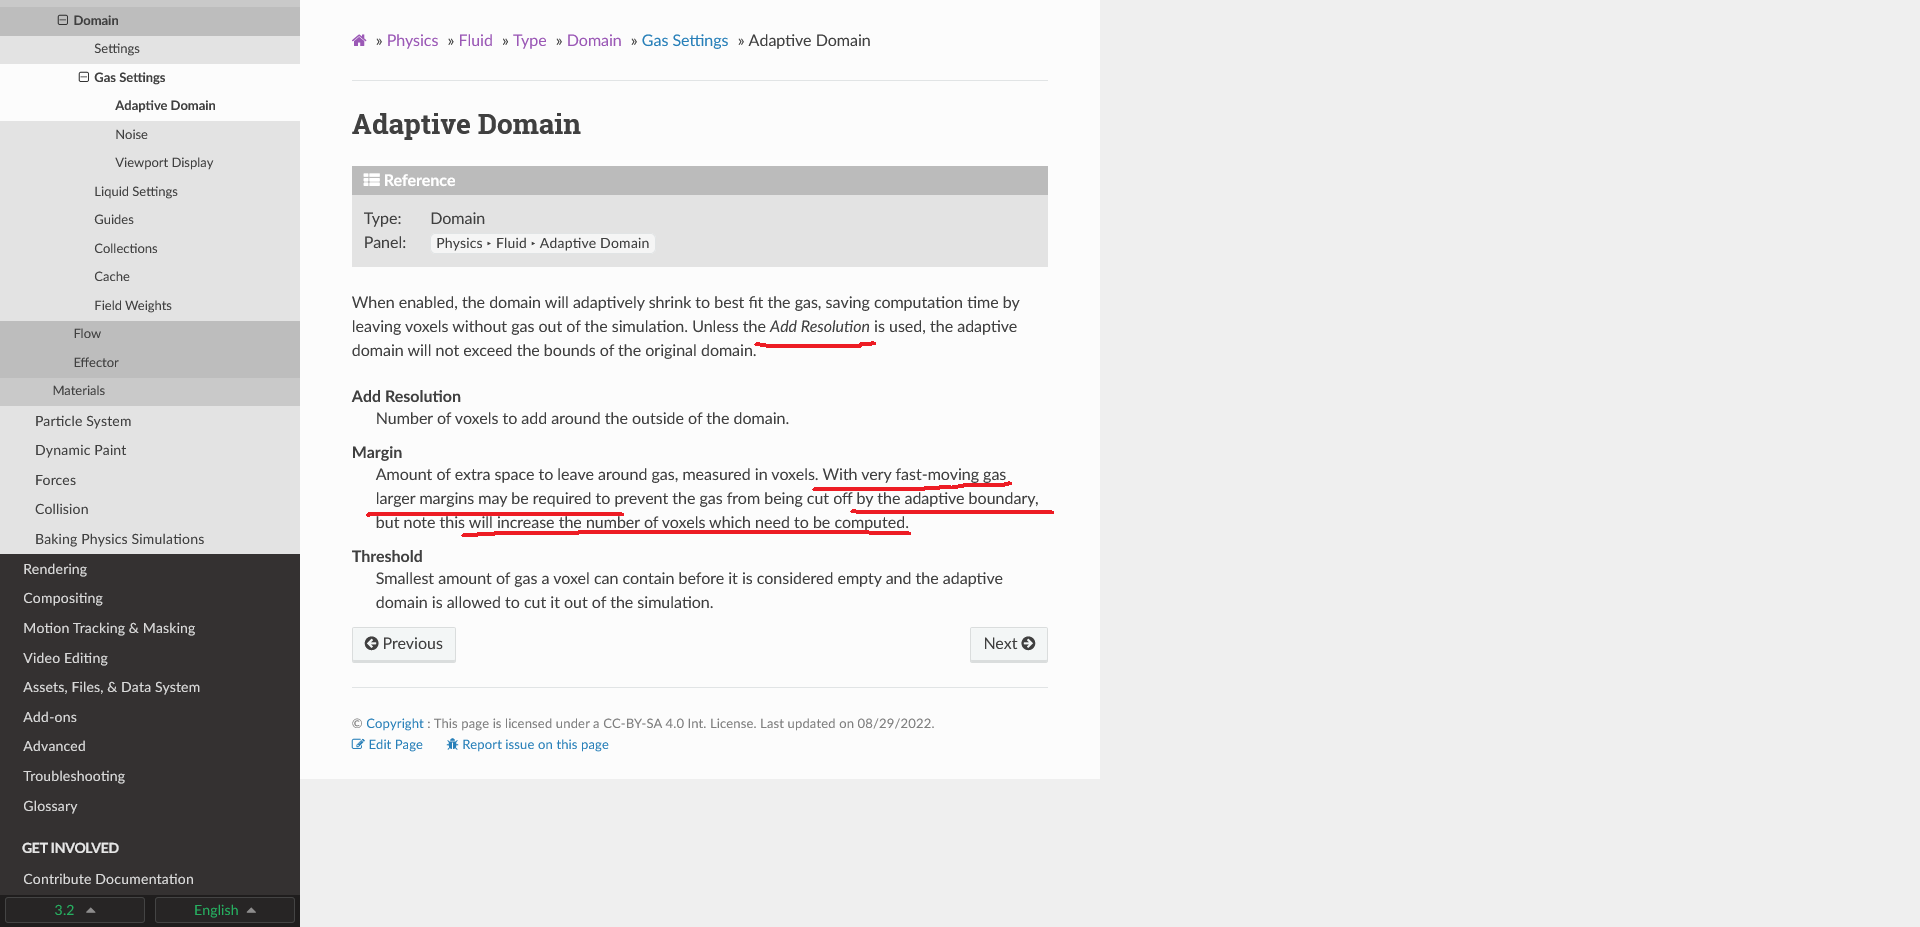 Domain
Settings
Gas Settings
Adaptive Domain
Noise
Viewport Display
Liquid Settings
Guides
Collections
Cache
Field Weights
Flow
Effector
Materials
Particle System
Dynamic Paint
Forces
Collision
Baking Physics Simulations
Rendering
Compositing
Motion Tracking & Masking
Video Editing
Assets, Files, & Data System
Add-ons
Advanced
Troubleshooting
Glossary
GET INVOLVED
Contribute Documentation
3.2
English
» Physics » Fluid » Type » Domain » Gas Settings » Adaptive Domain
Adaptive Domain
Reference
Type: Domain
Panel: Physics ‣ Fluid ‣ Adaptive Domain
When enabled, the domain will adaptively shrink to best fit the gas, saving computation time by
leaving voxels without gas out of the simulation. Unless the Add Resolution is used, the adaptive
domain will not exceed the bounds of the original domain.
Add Resolution
Number of voxels to add around the outside of the domain.
Margin
Amount of extra space to leave around gas, measured in voxels. With very fast-moving gas
larger margins may be required to prevent the gas from being cut off by the adaptive boundary,
but note this will increase the number of voxels which need to be computed.
Threshold
Smallest amount of gas a voxel can contain before it is considered empty and the adaptive
domain is allowed to cut it out of the simulation.
Previous
Next
© Copyright : This page is licensed under a CC-BY-SA 4.0 Int. License. Last updated on 08/29/2022.
Edit Page Report issue on this page